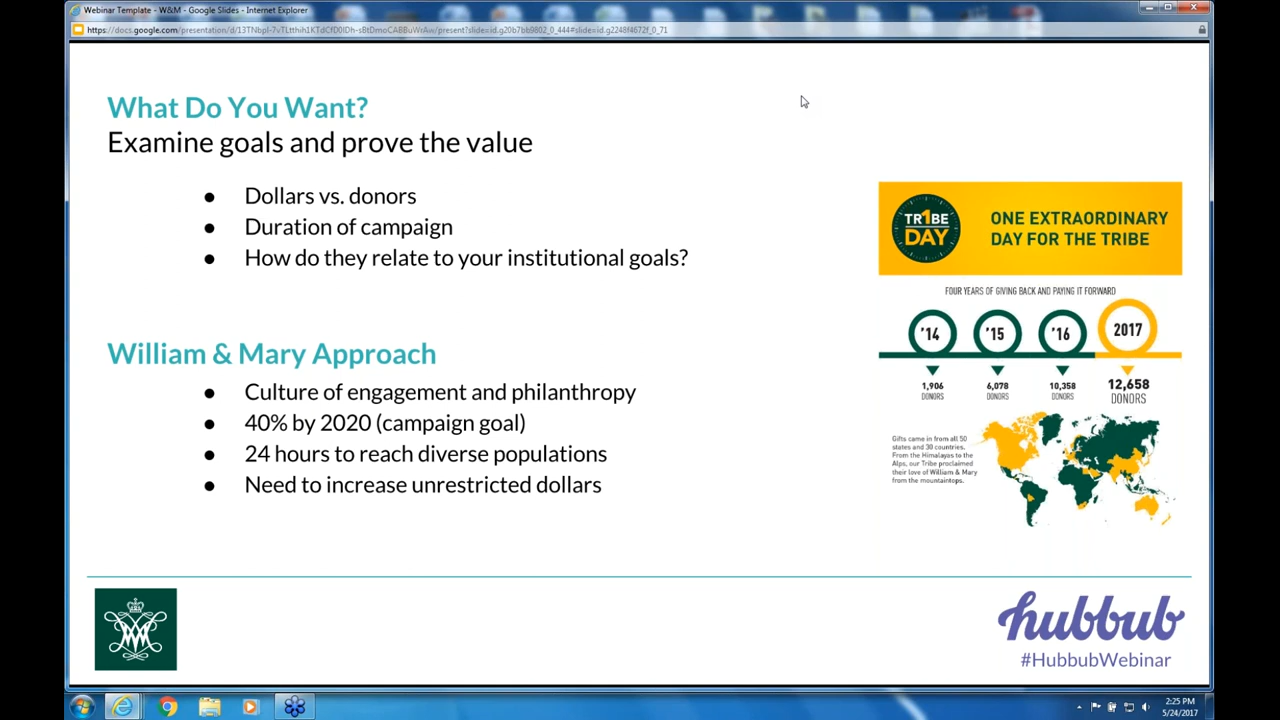 Webinar Template - W&M - Google Slides - Internet Explorer
What Do You Want?
Examine goals and prove the value
● Dollars vs. donors
● Duration of campaign
● How do they relate to your institutional goals?
William & Mary Approach
● Culture of engagement and philanthropy
● 40% by 2020 (campaign goal)
● 24 hours to reach diverse populations
● Need to increase unrestricted dollars
TR1BE
DAY
ONE EXTRAORDINARY
DAY FOR THE TRIBE
FOUR YEARS OF GIVING BACK AND PAYING IT FORWARD
'14 '15 '16 2017
1,906 6,078 10,358 12,658
DONORS DONORS DONORS DONORS
Gifts came in from all 50
states and 30 countries.
From the Himalayas to the
Alps, our Tribe proclaimed
their love of William & Mary
from the mountaintops.
hubbub
#HubbubWebinar
2:25 PM
5/24/2017